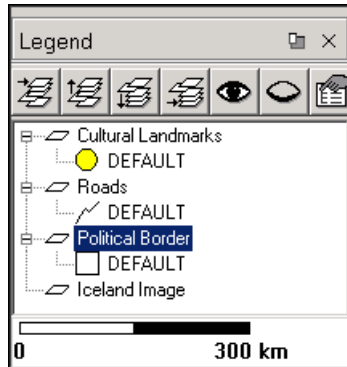 Legend
Cultural Landmarks
DEFAULT
Roads
DEFAULT
Political Border
DEFAULT
Iceland Image
0 300 km